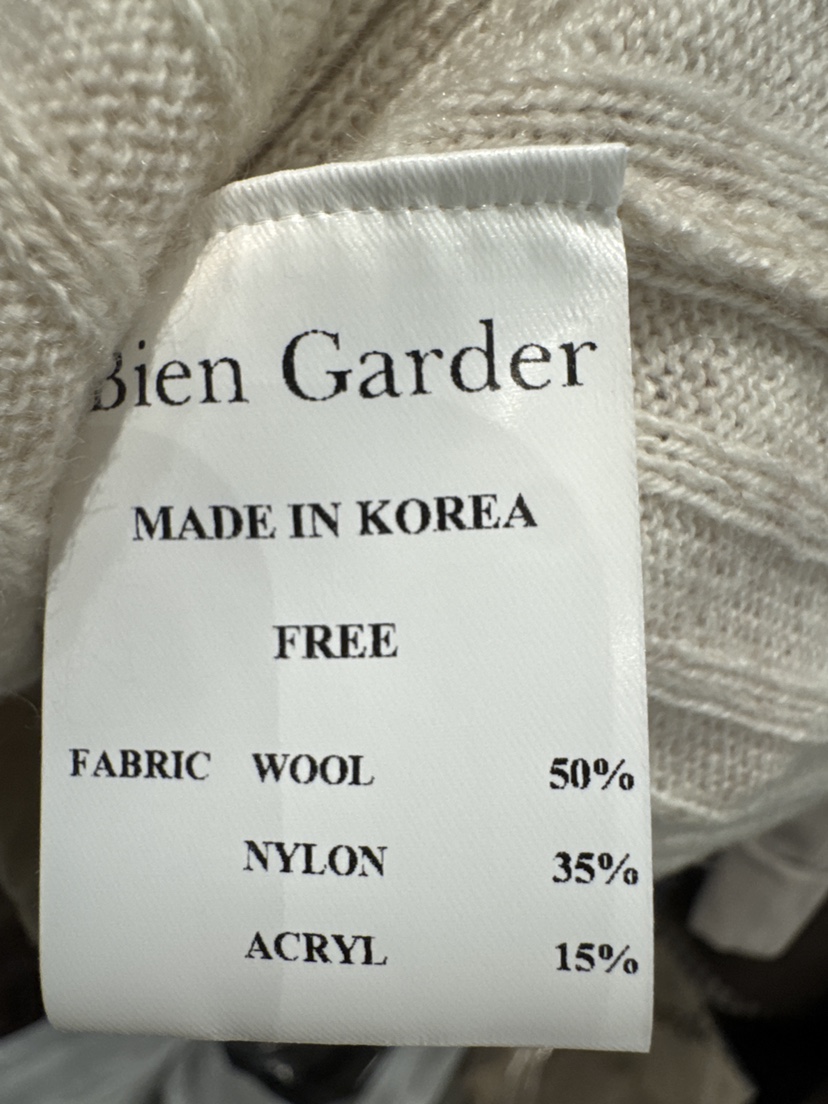 Bien Garder
MADE IN KOREA
FREE
FABRIC WOOL 50%
NYLON 35%
ACRYL 15%